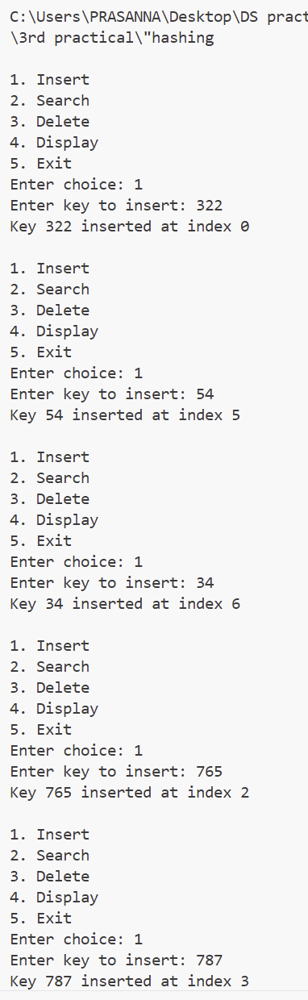 C:\Users\PRASANNA\Desktop\DS pract
\3rd practical\"hashing
1. Insert
2. Search
3. Delete
4. Display
5. Exit
Enter choice: 1
Enter key to insert: 322
Key 322 inserted at index 0
1. Insert
2. Search
3. Delete
4. Display
5. Exit
Enter choice: 1
Enter key to insert: 54
Key 54 inserted at index 5
1. Insert
2. Search
3. Delete
4. Display
5. Exit
Enter choice: 1
Enter key to insert: 34
Key 34 inserted at index 6
1. Insert
2. Search
3. Delete
4. Display
5. Exit
Enter choice: 1
Enter key to insert: 765
Key 765 inserted at index 2
1. Insert
2. Search
3. Delete
4. Display
5. Exit
Enter choice: 1
Enter key to insert: 787
Key 787 inserted at index 3